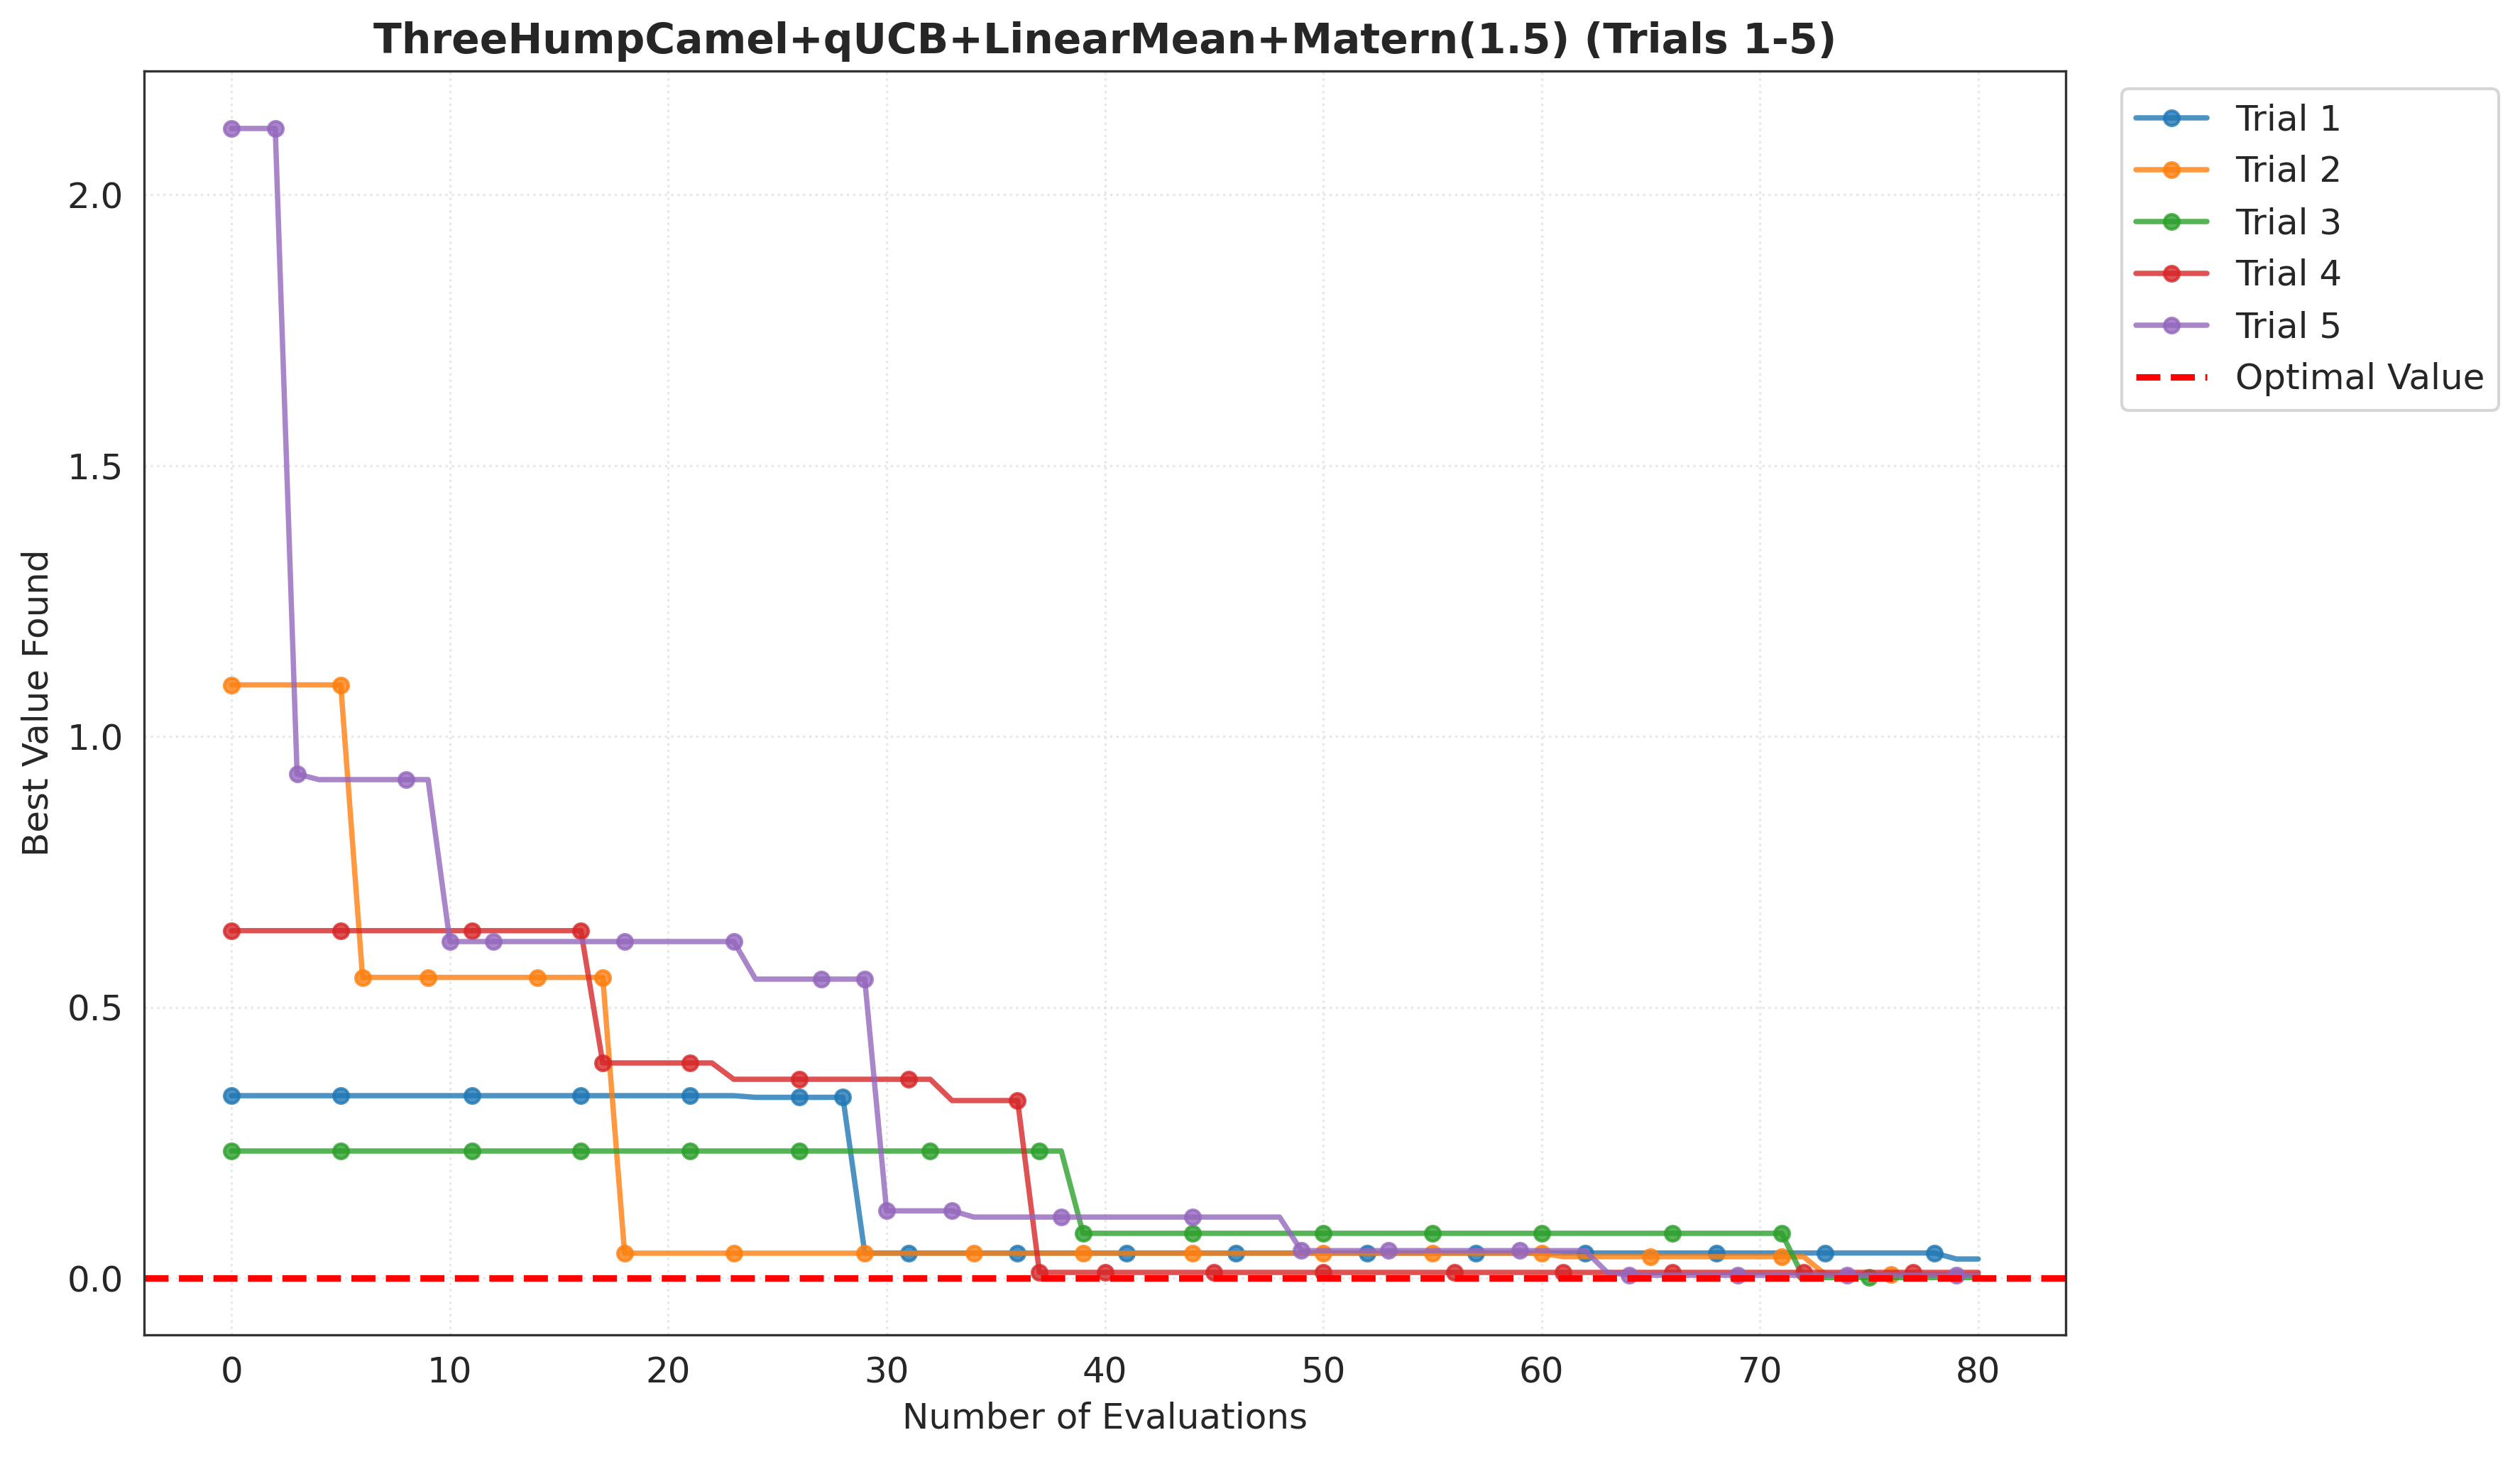 ThreeHumpCamel+qUCB+LinearMean+Matern(1.5) (Trials 1-5)
Best Value Found
2.0
1.5
1.0
0.5
0.0
0 10 20 30 40 50 60 70 80
Number of Evaluations
Trial 1
Trial 2
Trial 3
Trial 4
Trial 5
Optimal Value